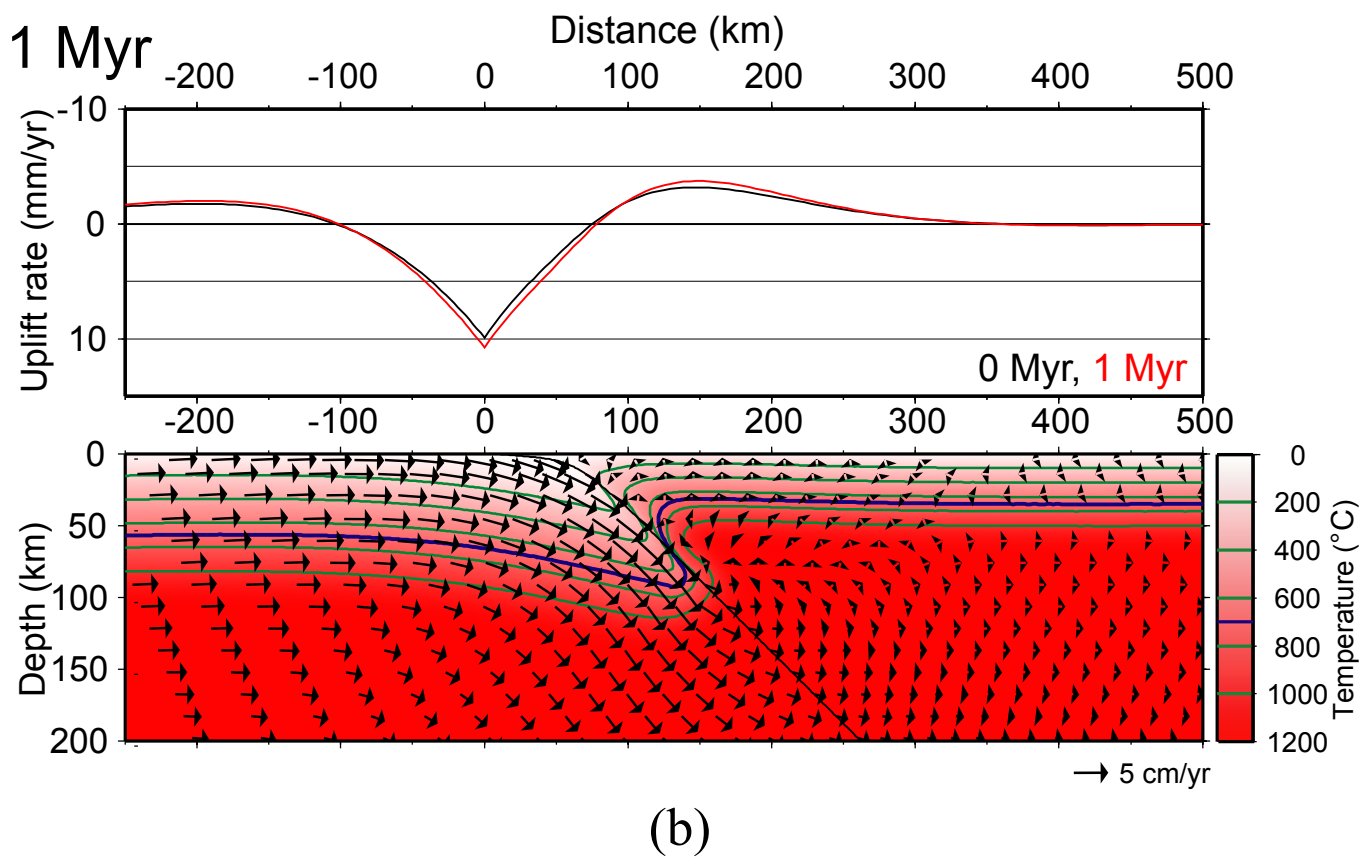 1 Myr
Distance (km)
-200 -100 0 100 200 300 400 500
Uplift rate (mm/yr)
-10
0
10
0 Myr, 1 Myr
-200 -100 0 100 200 300 400 500
Depth (km)
0
50
100
150
200
0
200
400
600
800
1000
1200
Temperature (°C)
5 cm/yr
(b)